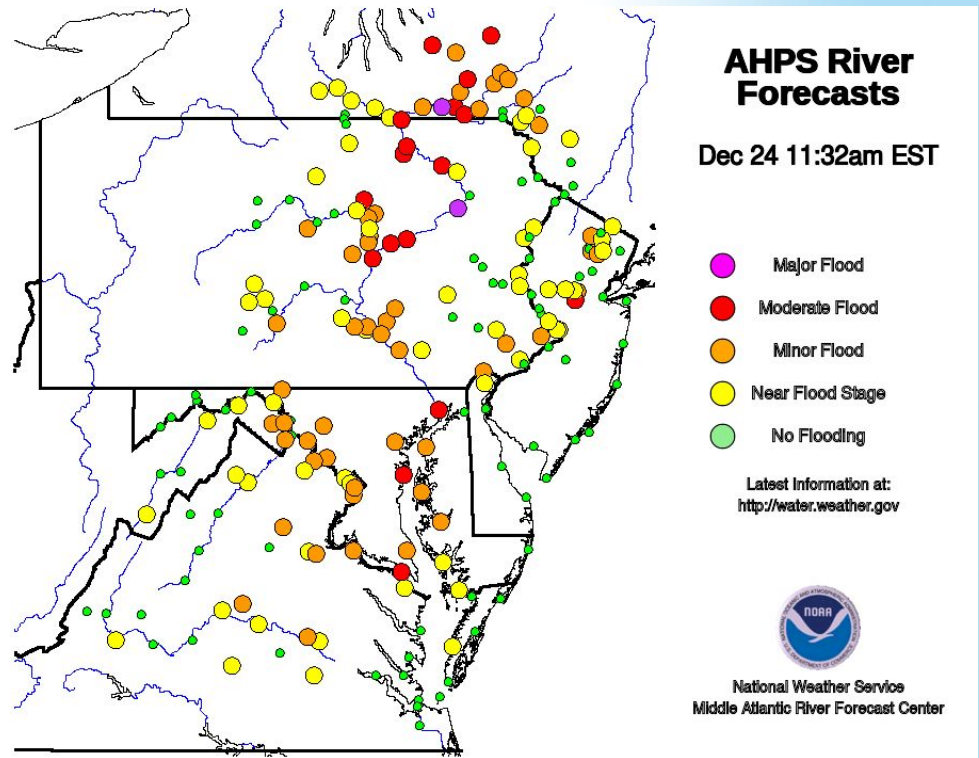 AHPS River
Forecasts
Dec 24 11:32am EST
Major Flood
Moderate Flood
Minor Flood
Near Flood Stage
No Flooding
Latest Information at:
http://water.weather.gov
NOAA
National Weather Service
Middle Atlantic River Forecast Center